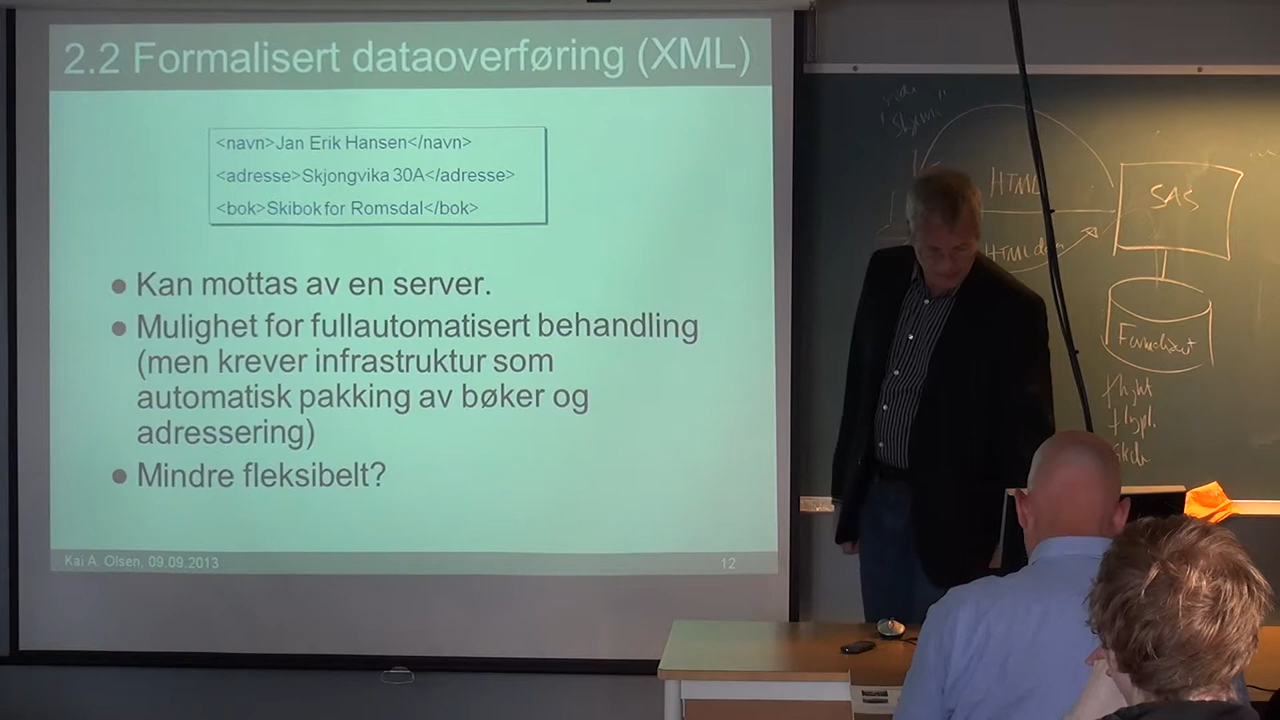 2.2 Formalisert dataoverføring (XML)
<navn>Jan Erik Hansen</navn>
<adresse>Skjongvika 30A</adresse>
<bok>Skibok for Romsdal</bok>
● Kan mottas av en server.
● Mulighet for fullautomatisert behandling
(men krever infrastruktur som
automatisk pakking av bøker og
adressering)
● Mindre fleksibelt?
Kai A. Olsen, 09.09.2013
12
HTML
SAS
HTML
flight